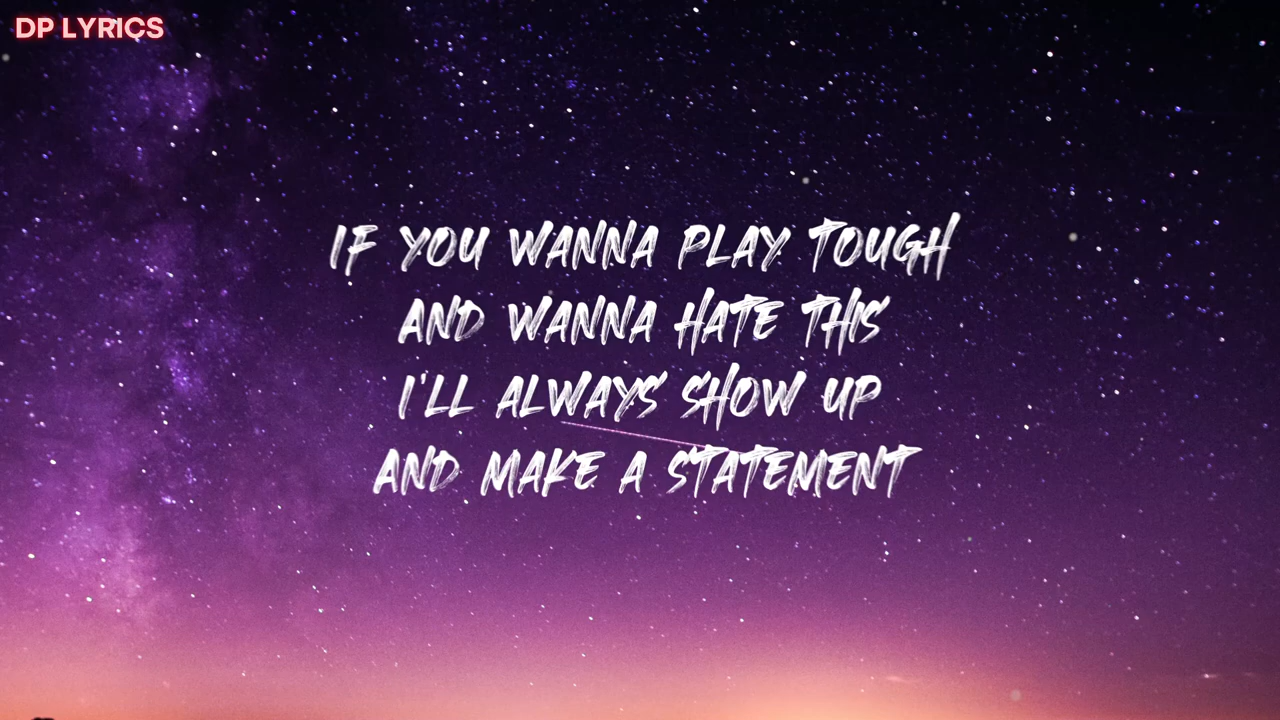 DP LYRICS
IF YOU WANNA PLAY TOUGH
AND WANNA HATE THIS
I'LL ALWAYS SHOW UP
AND MAKE A STATEMENT